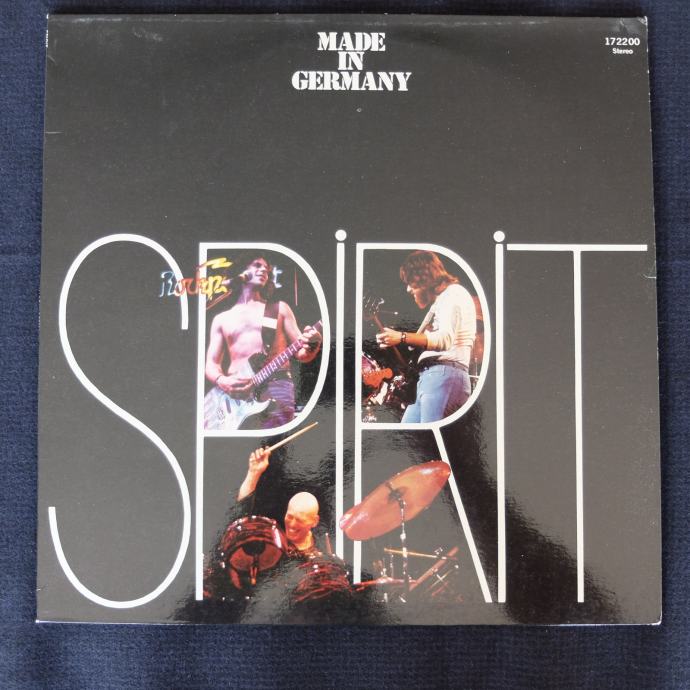 MADE
IN
GERMANY
172200
Stereo
SPiRiT